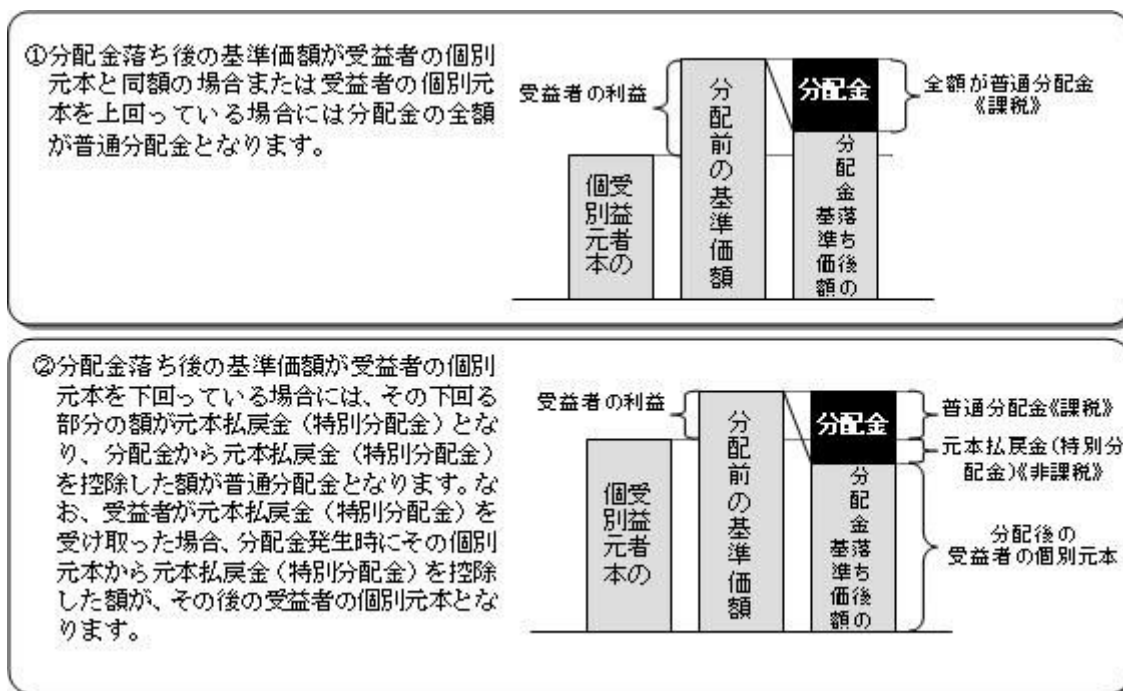 ①分配金落ち後の基準価額が受益者の個別
元本と同額の場合または受益者の個別元
本を上回っている場合には分配金の全額
が普通分配金となります。
受益者の利益
受益者の
個別元本
分配前の基準価額
分配金
分配金落ち後の
基準価額
全額が普通分配金
《課税》
②分配金落ち後の基準価額が受益者の個別
元本を下回っている場合には、その下回る
部分の額が元本払戻金（特別分配金）とな
り、分配金から元本払戻金（特別分配金）
を控除した額が普通分配金となります。な
お、受益者が元本払戻金（特別分配金）を
受け取った場合、分配金発生時にその個別
元本から元本払戻金（特別分配金）を控除
した額が、その後の受益者の個別元本とな
ります。
受益者の利益
受益者の
個別元本
分配前の基準価額
分配金
分配金落ち後の
基準価額
普通分配金《課税》
元本払戻金（特別分
配金）《非課税》
分配後の
受益者の個別元本